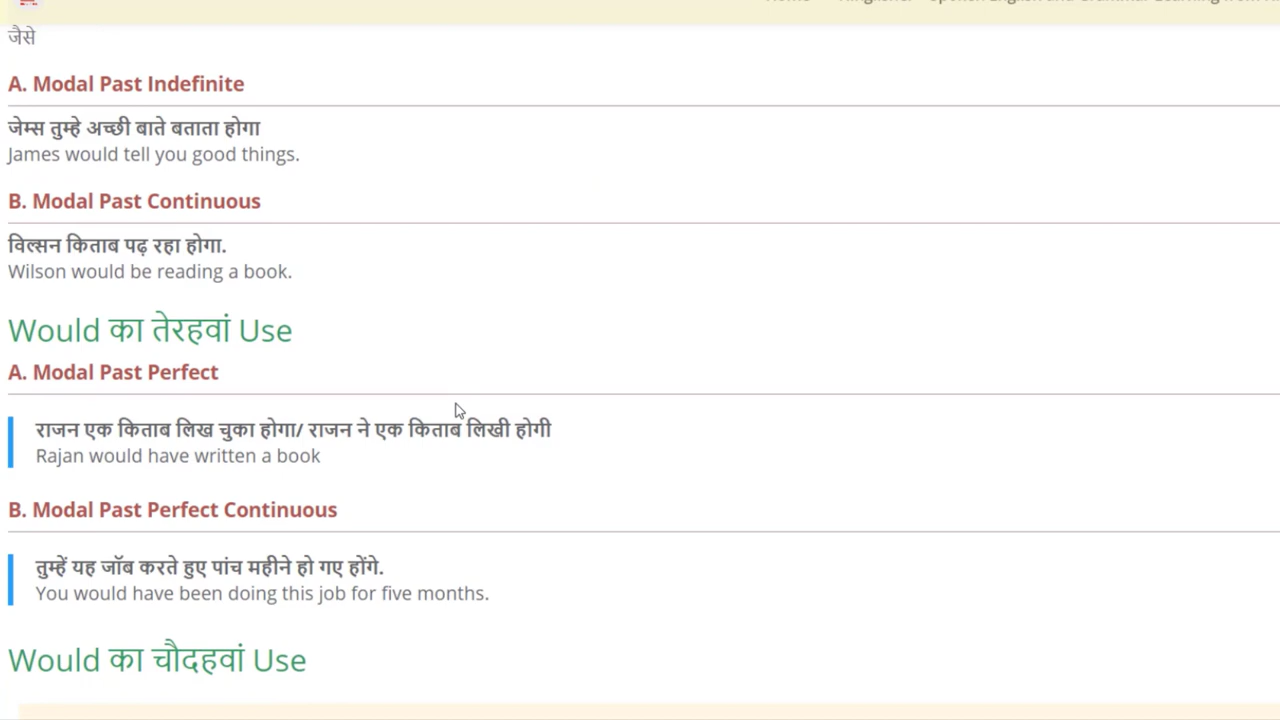 जैसे
A. Modal Past Indefinite
जेम्स तुम्हे अच्छी बाते बताता होगा
James would tell you good things.
B. Modal Past Continuous
विल्सन किताब पढ़ रहा होगा.
Wilson would be reading a book.
Would का तेरहवां Use
A. Modal Past Perfect
राजन एक किताब लिख चुका होगा/ राजन ने एक किताब लिखी होगी
Rajan would have written a book
B. Modal Past Perfect Continuous
तुम्हें यह जॉब करते हुए पांच महीने हो गए होंगे.
You would have been doing this job for five months.
Would का चौदहवां Use